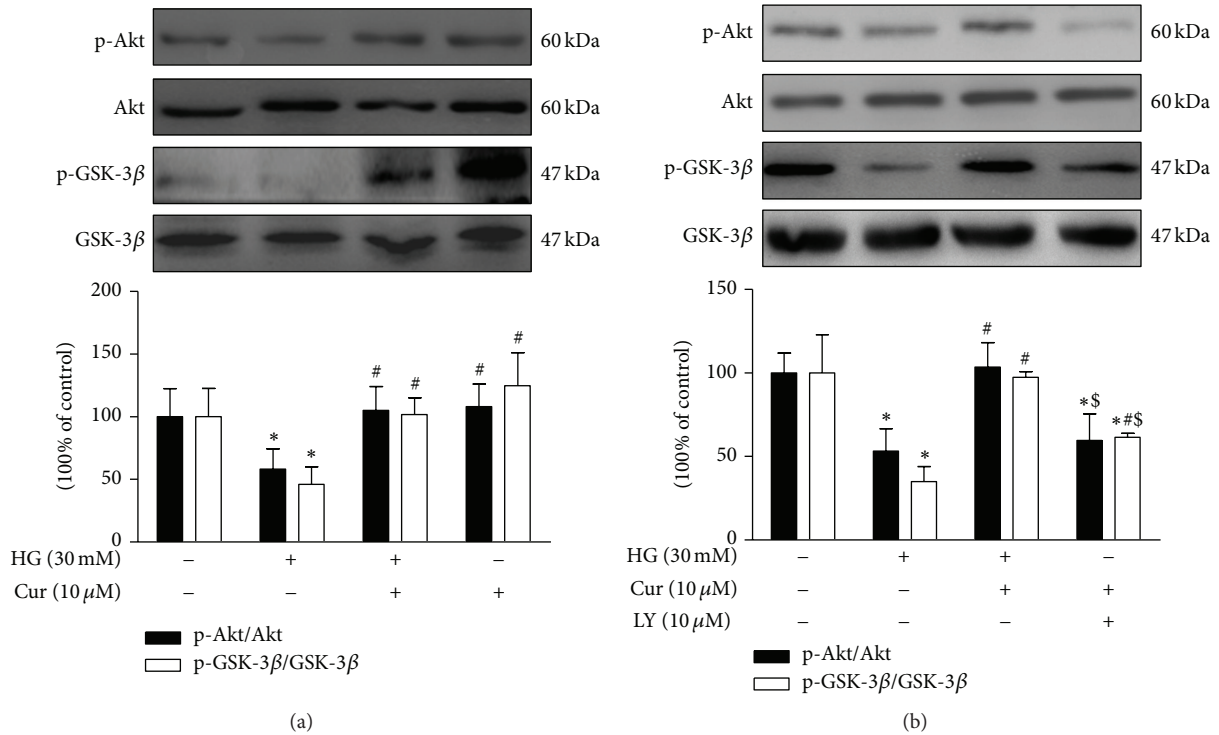 p-Akt 60 kDa
Akt 60 kDa
p-GSK-3β 47 kDa
GSK-3β 47 kDa
200
150
100
50
0
(100% of control)
* * # # # #
HG (30 mM) − + + −
Cur (10 μM) − − + +
p-Akt/Akt
p-GSK-3β/GSK-3β
(a)
p-Akt 60 kDa
Akt 60 kDa
p-GSK-3β 47 kDa
GSK-3β 47 kDa
150
100
50
0
(100% of control)
* * # # *$ *#$
HG (30 mM) − + + −
Cur (10 μM) − − + +
LY (10 μM) − − − +
p-Akt/Akt
p-GSK-3β/GSK-3β
(b)